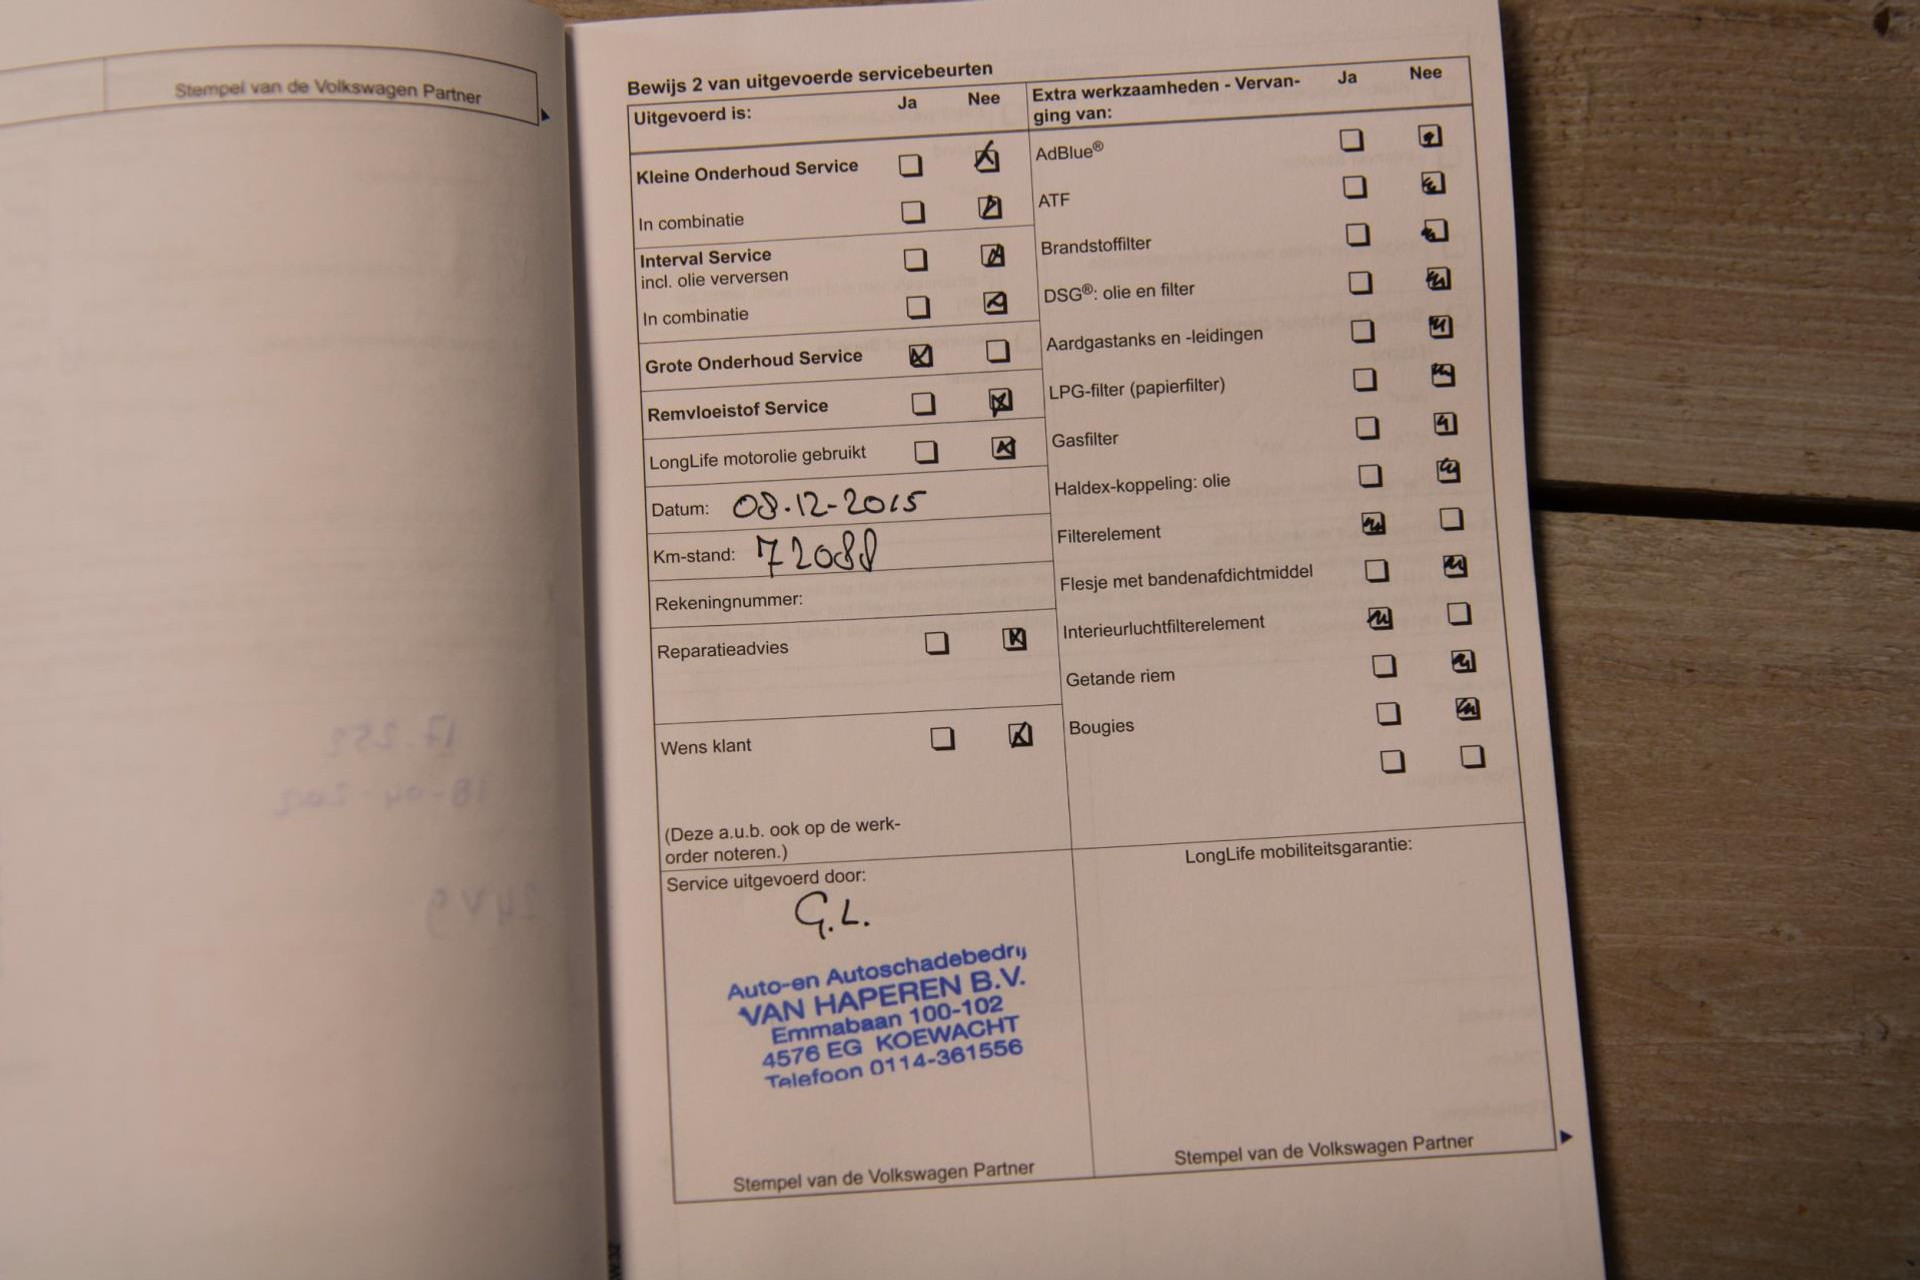 Stempel van de Volkswagen Partner
Bewijs 2 van uitgevoerde servicebeurten
Uitgevoerd is:
Ja
Nee
Kleine Onderhoud Service
In combinatie
Interval Service
incl. olie verversen
In combinatie
Grote Onderhoud Service
Remvloeistof Service
LongLife motorolie gebruikt
Datum: 08-12-2015
Km-stand: 72088
Rekeningnummer:
Reparatieadvies
Wens klant
(Deze a.u.b. ook op de werk-
order noteren.)
Extra werkzaamheden - Vervan-
ging van:
Ja
Nee
AdBlue®
ATF
Brandstoffilter
DSG®: olie en filter
Aardgastanks en -leidingen
LPG-filter (papierfilter)
Gasfilter
Haldex-koppeling: olie
Filterelement
Flesje met bandenafdichtmiddel
Interieurluchtfilterelement
Getande riem
Bougies
Service uitgevoerd door:
G.L.
Auto-en Autoschadebedrij
VAN HAPEREN B.V.
Emmabaan 100-102
4576 EG KOEWACHT
Telefoon 0114-361556
Stempel van de Volkswagen Partner
LongLife mobiliteitsgarantie:
Stempel van de Volkswagen Partner